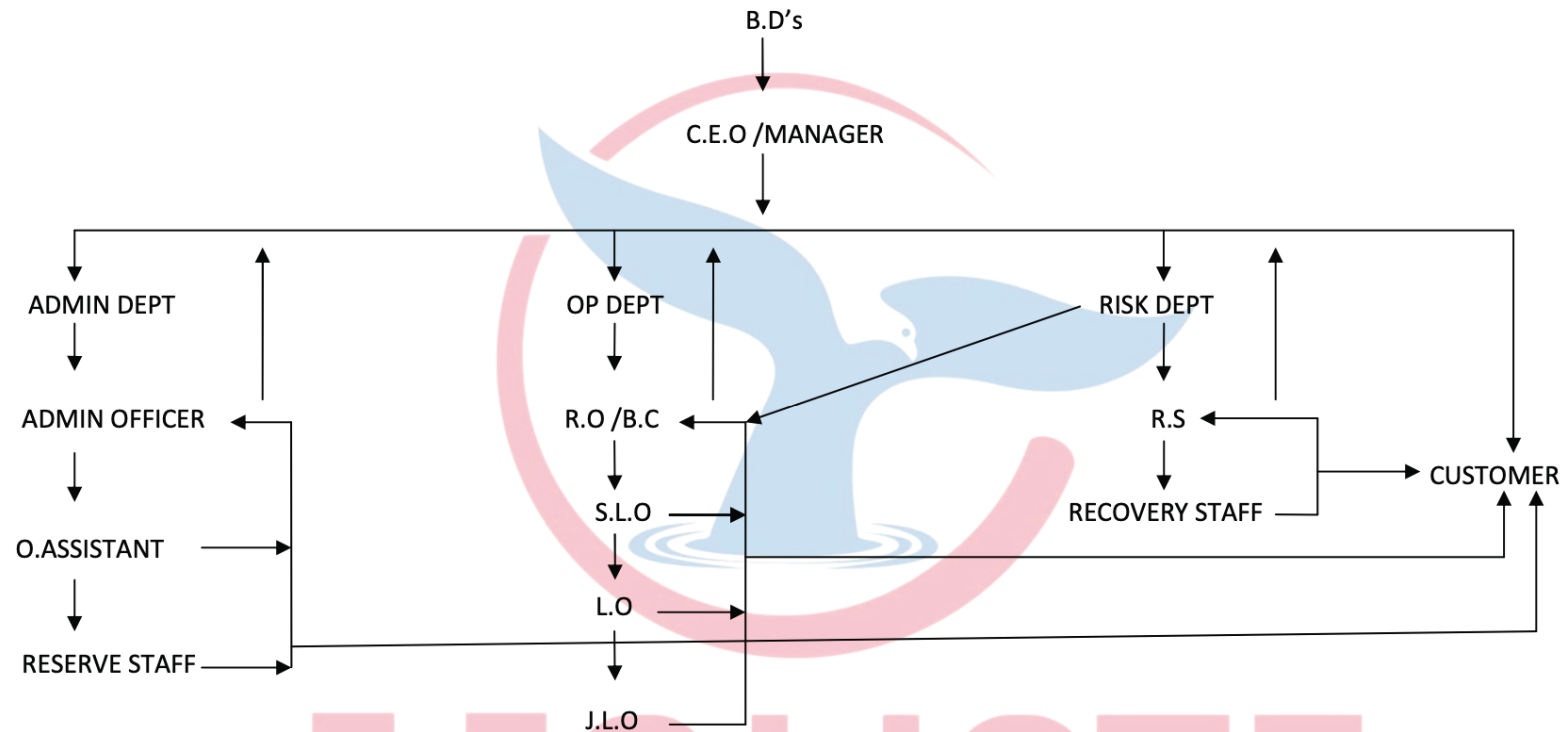 B.D’s
C.E.O /MANAGER
ADMIN DEPT
OP DEPT
RISK DEPT
ADMIN OFFICER
R.O /B.C
R.S
CUSTOMER
S.L.O
RECOVERY STAFF
O.ASSISTANT
L.O
RESERVE STAFF
J.L.O